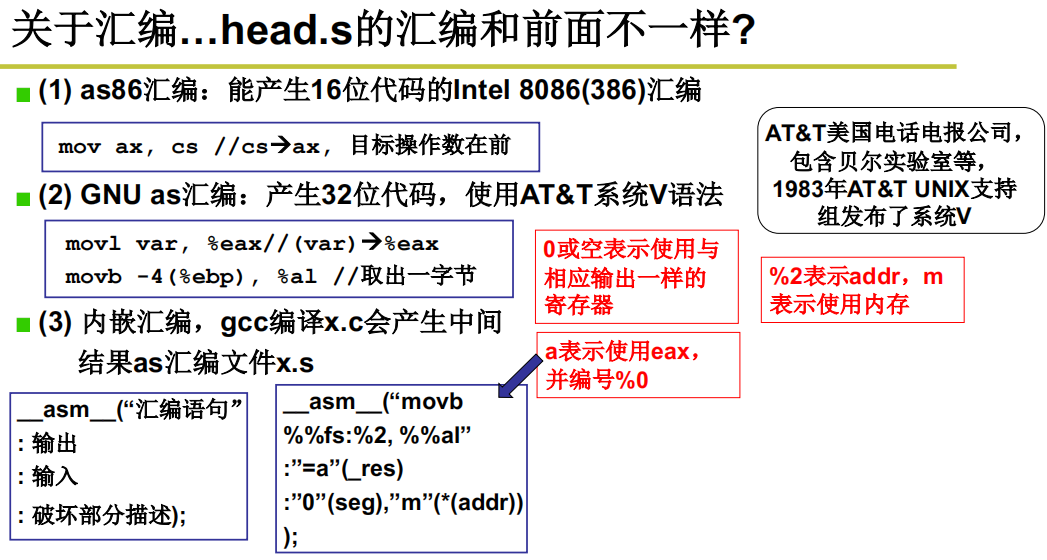 关于汇编…head.s的汇编和前面不一样?
(1) as86汇编：能产生16位代码的Intel 8086(386)汇编
mov ax, cs //cs→ax, 目标操作数在前
AT&T美国电话电报公司，
包含贝尔实验室等，
1983年AT&T UNIX支持
组发布了系统V
(2) GNU as汇编：产生32位代码，使用AT&T系统V语法
movl var, %eax//(var)→%eax
movb -4(%ebp), %al //取出一字节
0或空表示使用与
相应输出一样的
寄存器
%2表示addr，m
表示使用内存
(3) 内嵌汇编，gcc编译x.c会产生中间
结果as汇编文件x.s
a表示使用eax，
并编号%0
__asm__(“汇编语句”
: 输出
: 输入
: 破坏部分描述);
__asm__(“movb
%%fs:%2, %%al”
:”=a”(_res)
:”0”(seg),”m”(*(addr))
);